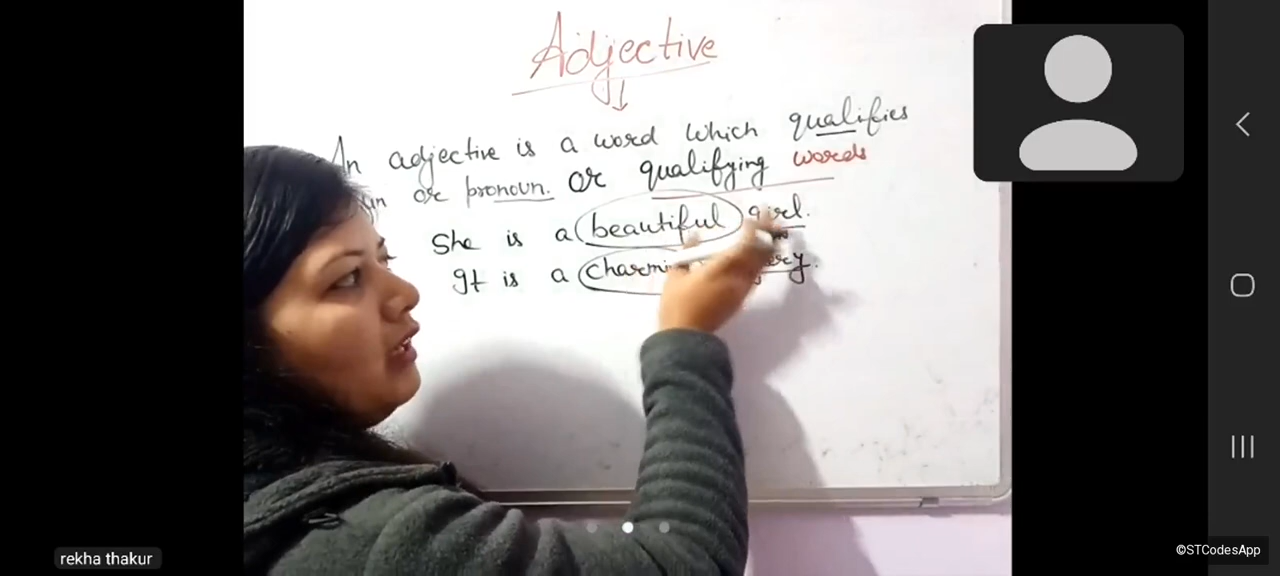 Adjective
An adjective is a word which qualifies
or pronoun. or qualifying words
She is a beautiful girl.
It is a
rekha thakur
©STCodesApp